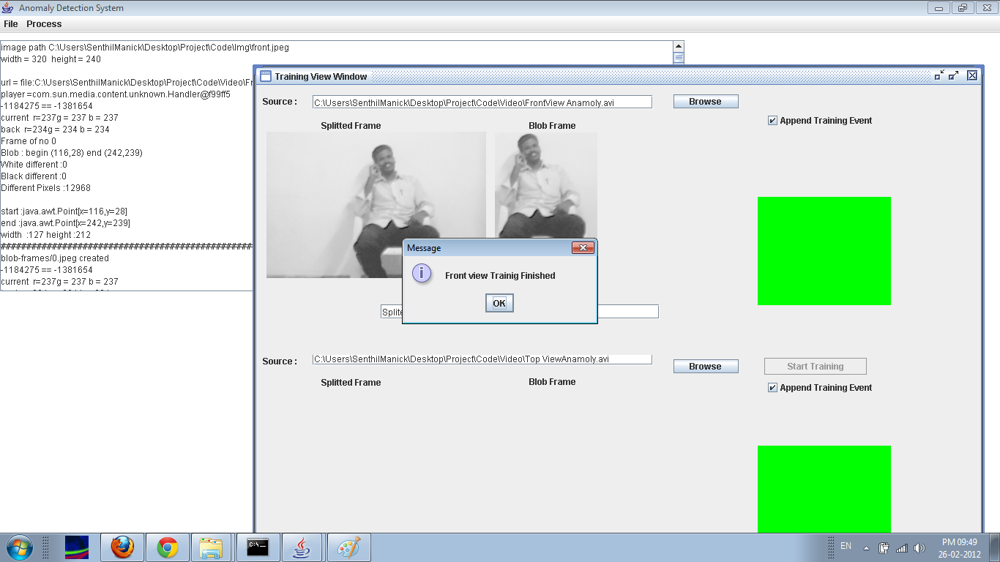 Anomaly Detection System
File Process
image path C:\Users\SenthilManick\Desktop\Project\Code\Img\front.jpeg
width = 320 height = 240
url = file:C:\Users\SenthilManick\Desktop\Project\Code\Video\Fr
player =com.sun.media.content.unknown.Handler@f99ff5
-1184275 == -1381654
current r=237g = 237 b = 237
back r=234g = 234 b = 234
Frame of no 0
Blob : begin (116,28) end (242,239)
White different :0
Black different :0
Different Pixels :12968
start :java.awt.Point[x=116,y=28]
end :java.awt.Point[x=242,y=239]
width :127 height :212
blob-frames/0.jpeg created
-1184275 == -1381654
current r=237g = 237 b = 237
Training View Window
Source : C:\Users\SenthilManick\Desktop\Project\Code\Video\FrontView Anamoly.avi Browse
Append Training Event
Splitted Frame Blob Frame
Message
Front view Trainig Finished
OK
Splite
Source : C:\Users\SenthilManick\Desktop\Project\Code\Video\Top ViewAnamoly.avi Browse Start Training
Append Training Event
Splitted Frame Blob Frame
EN
PM 09:49
26-02-2012